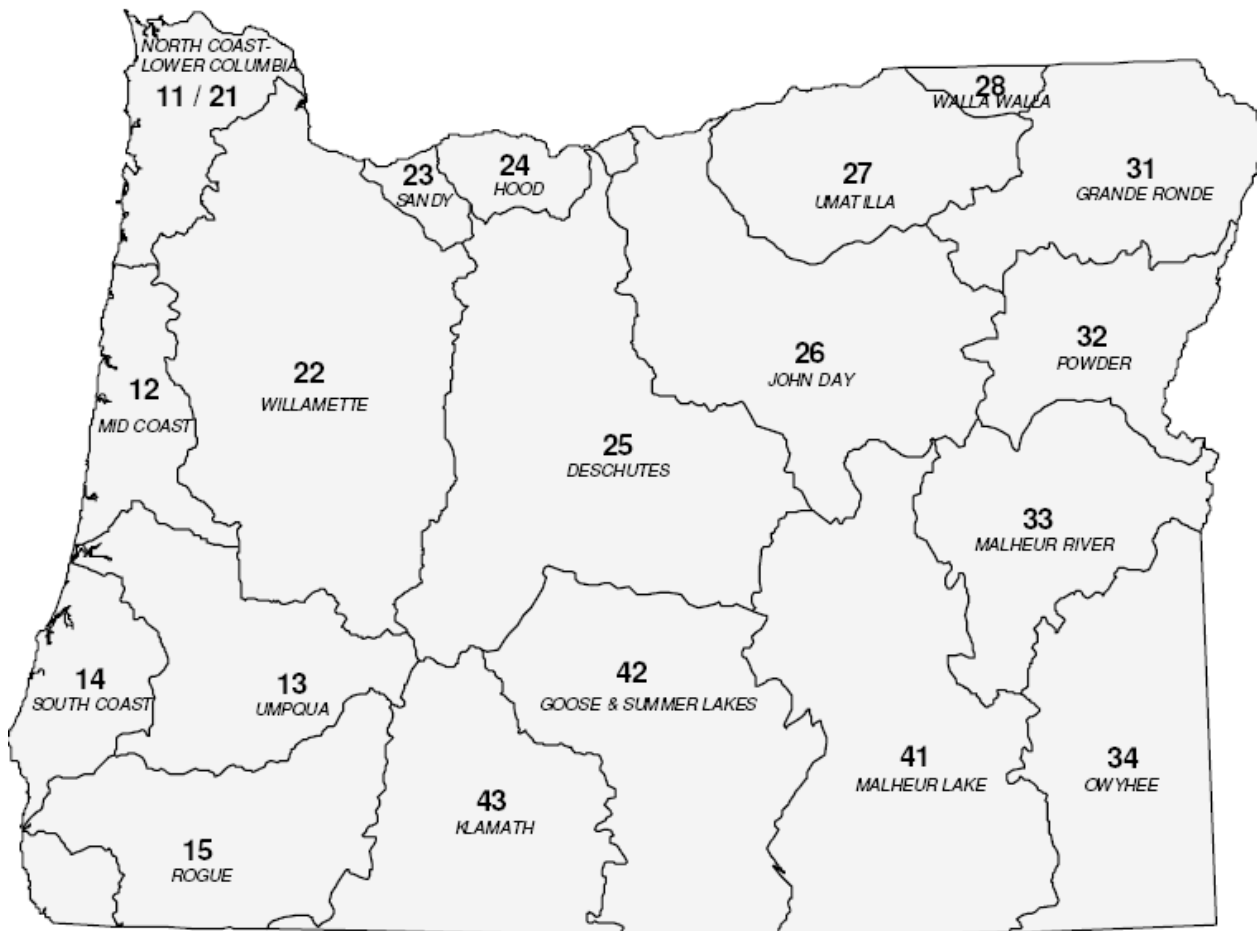 NORTH COAST-
LOWER COLUMBIA
11 / 21
28
WALLA WALLA
23
SANDY
24
HOOD
27
UMATILLA
31
GRANDE RONDE
12
MID COAST
22
WILLAMETTE
26
JOHN DAY
32
POWDER
25
DESCHUTES
33
MALHEUR RIVER
14
SOUTH COAST
13
UMPQUA
42
GOOSE & SUMMER LAKES
41
MALHEUR LAKE
34
OWYHEE
43
KLAMATH
15
ROGUE